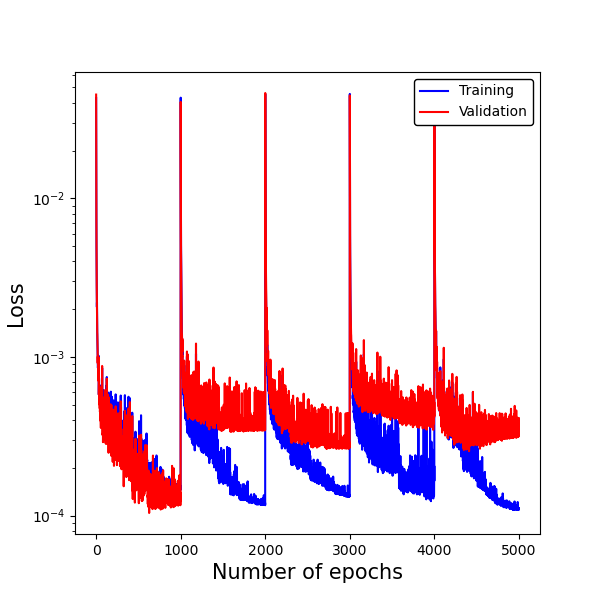 Training
Validation
Loss
10⁻²
10⁻³
10⁻⁴
0 1000 2000 3000 4000 5000
Number of epochs